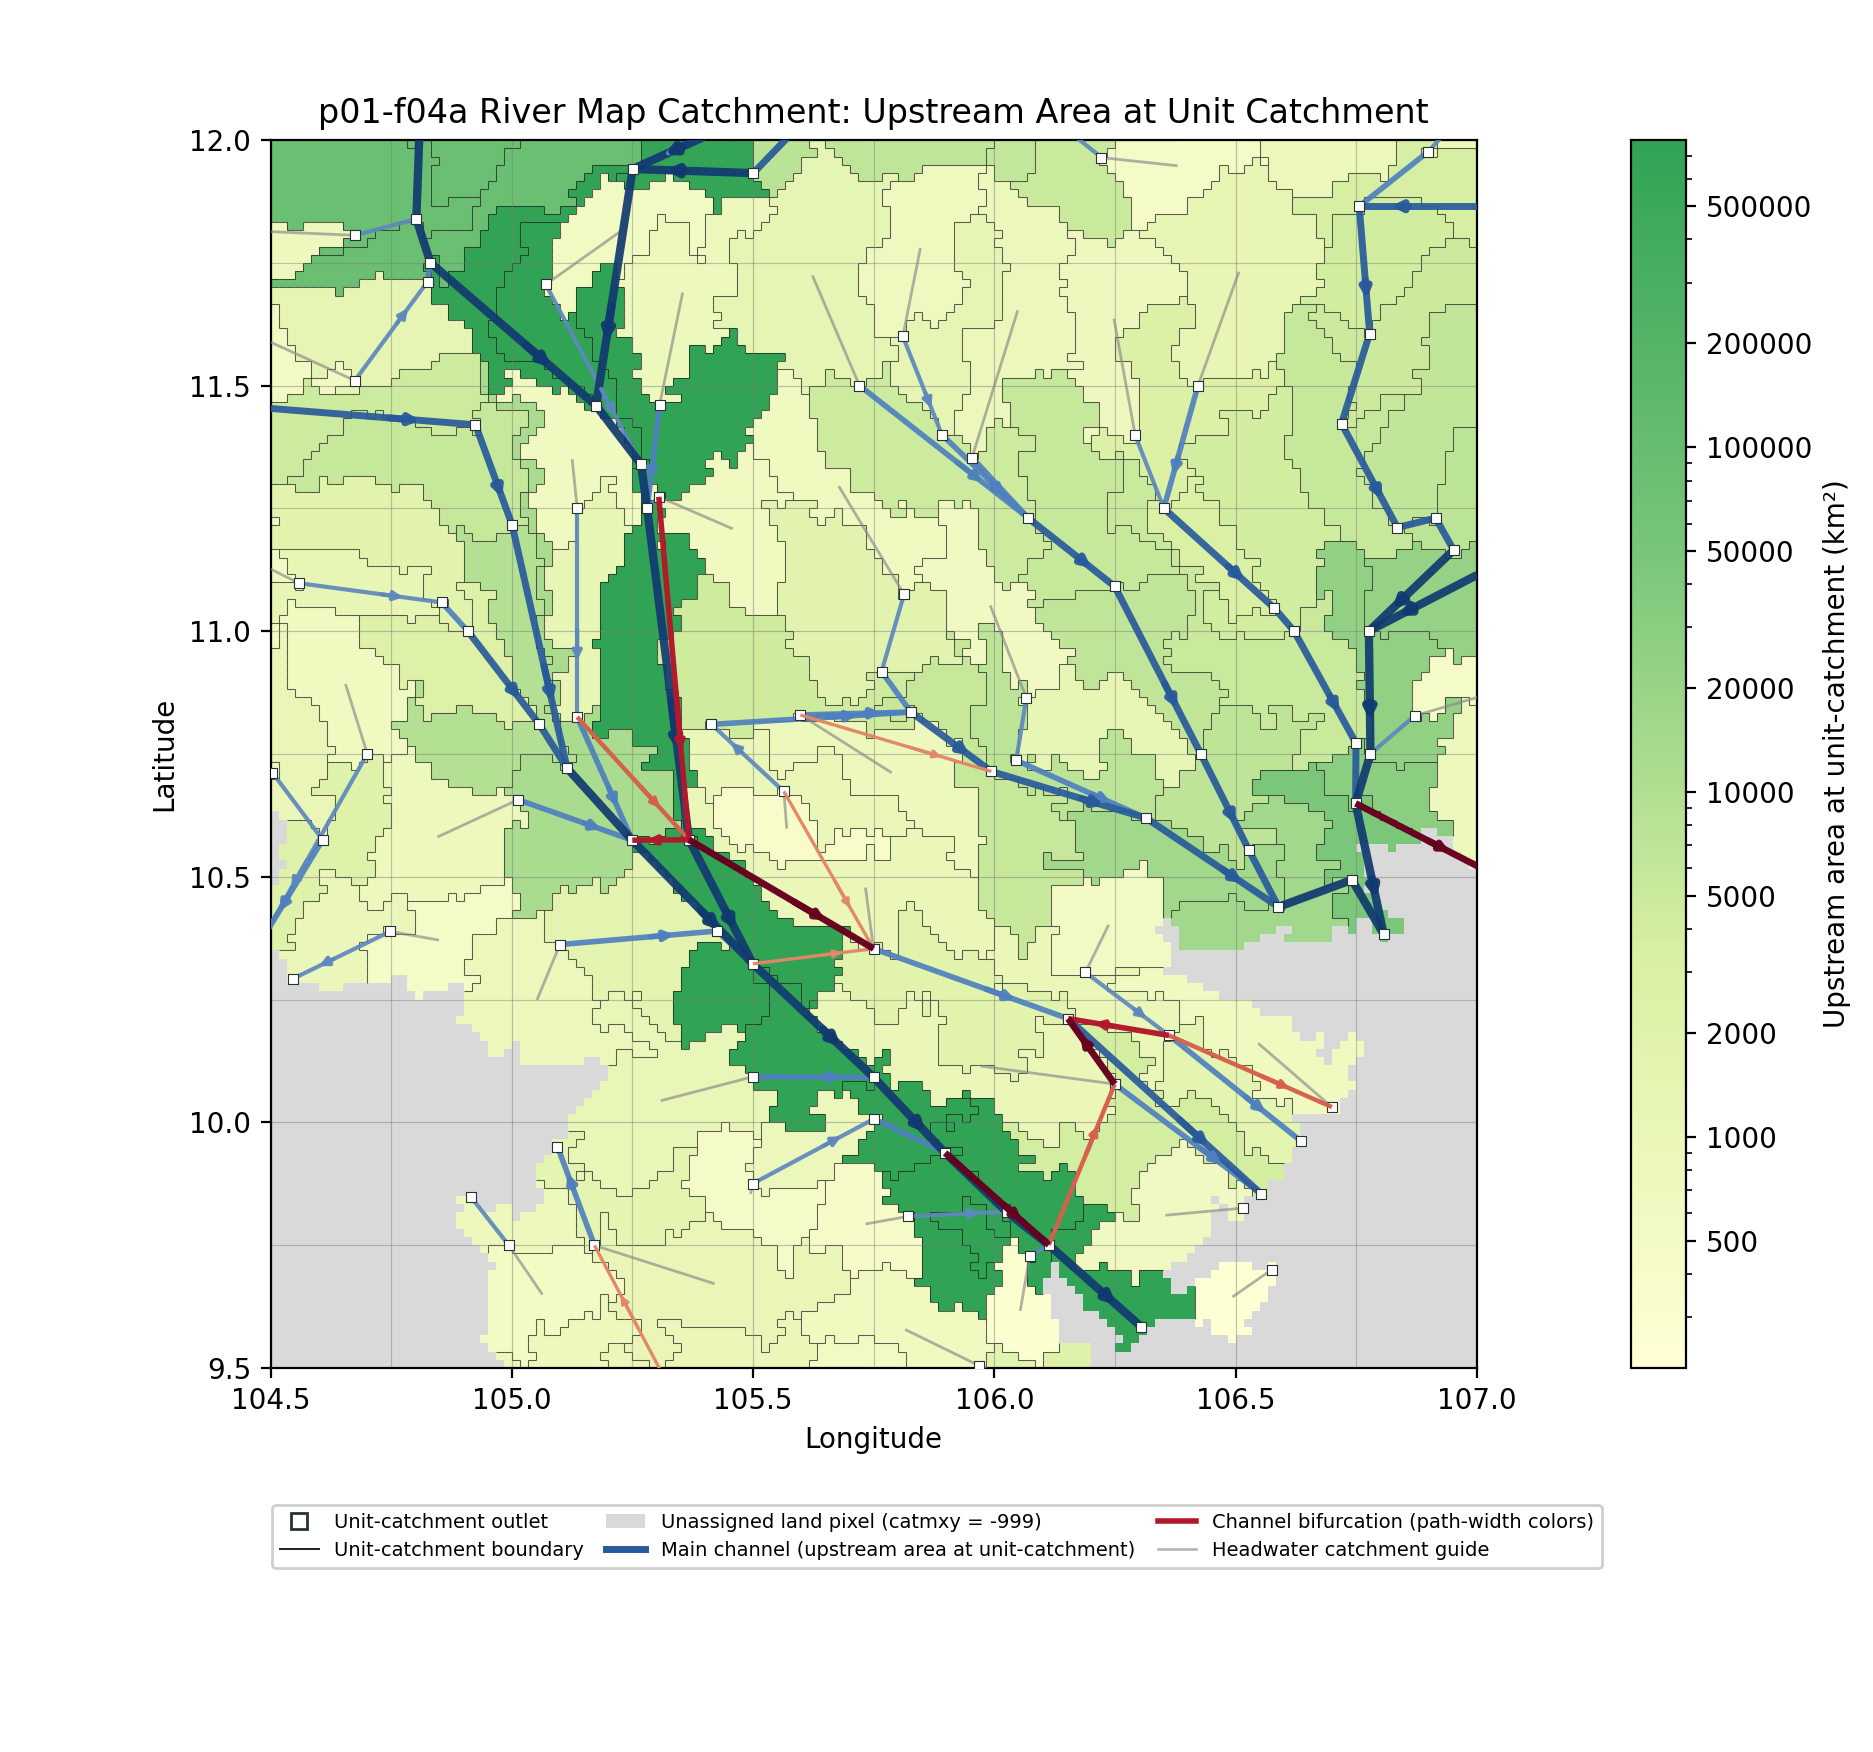 p01-f04a River Map Catchment: Upstream Area at Unit Catchment
12.0
11.5
11.0
10.5
10.0
9.5
Latitude
104.5 105.0 105.5 106.0 106.5 107.0
Longitude
500000
200000
100000
50000
20000
10000
5000
2000
1000
500
Upstream area at unit-catchment (km²)
Unit-catchment outlet
Unit-catchment boundary
Unassigned land pixel (catmxy = -999)
Main channel (upstream area at unit-catchment)
Channel bifurcation (path-width colors)
Headwater catchment guide